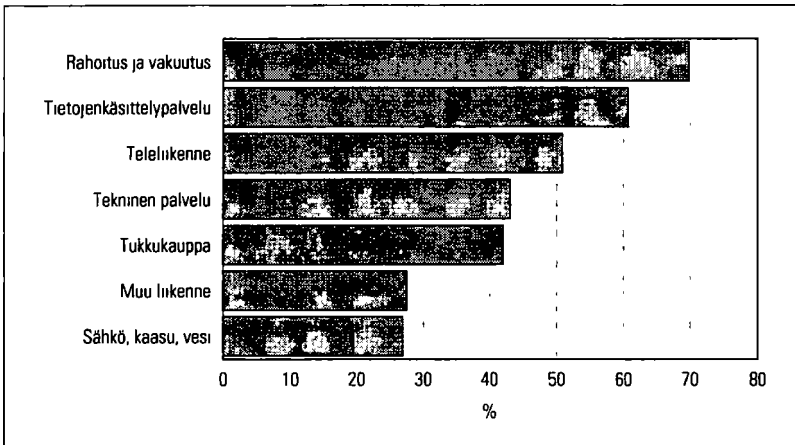 Rahoitus ja vakuutus
Tietojenkäsittelypalvelu
Teleliikenne
Tekninen palvelu
Tukkukauppa
Muu liikenne
Sähkö, kaasu, vesi
0 10 20 30 40 50 60 70 80
%